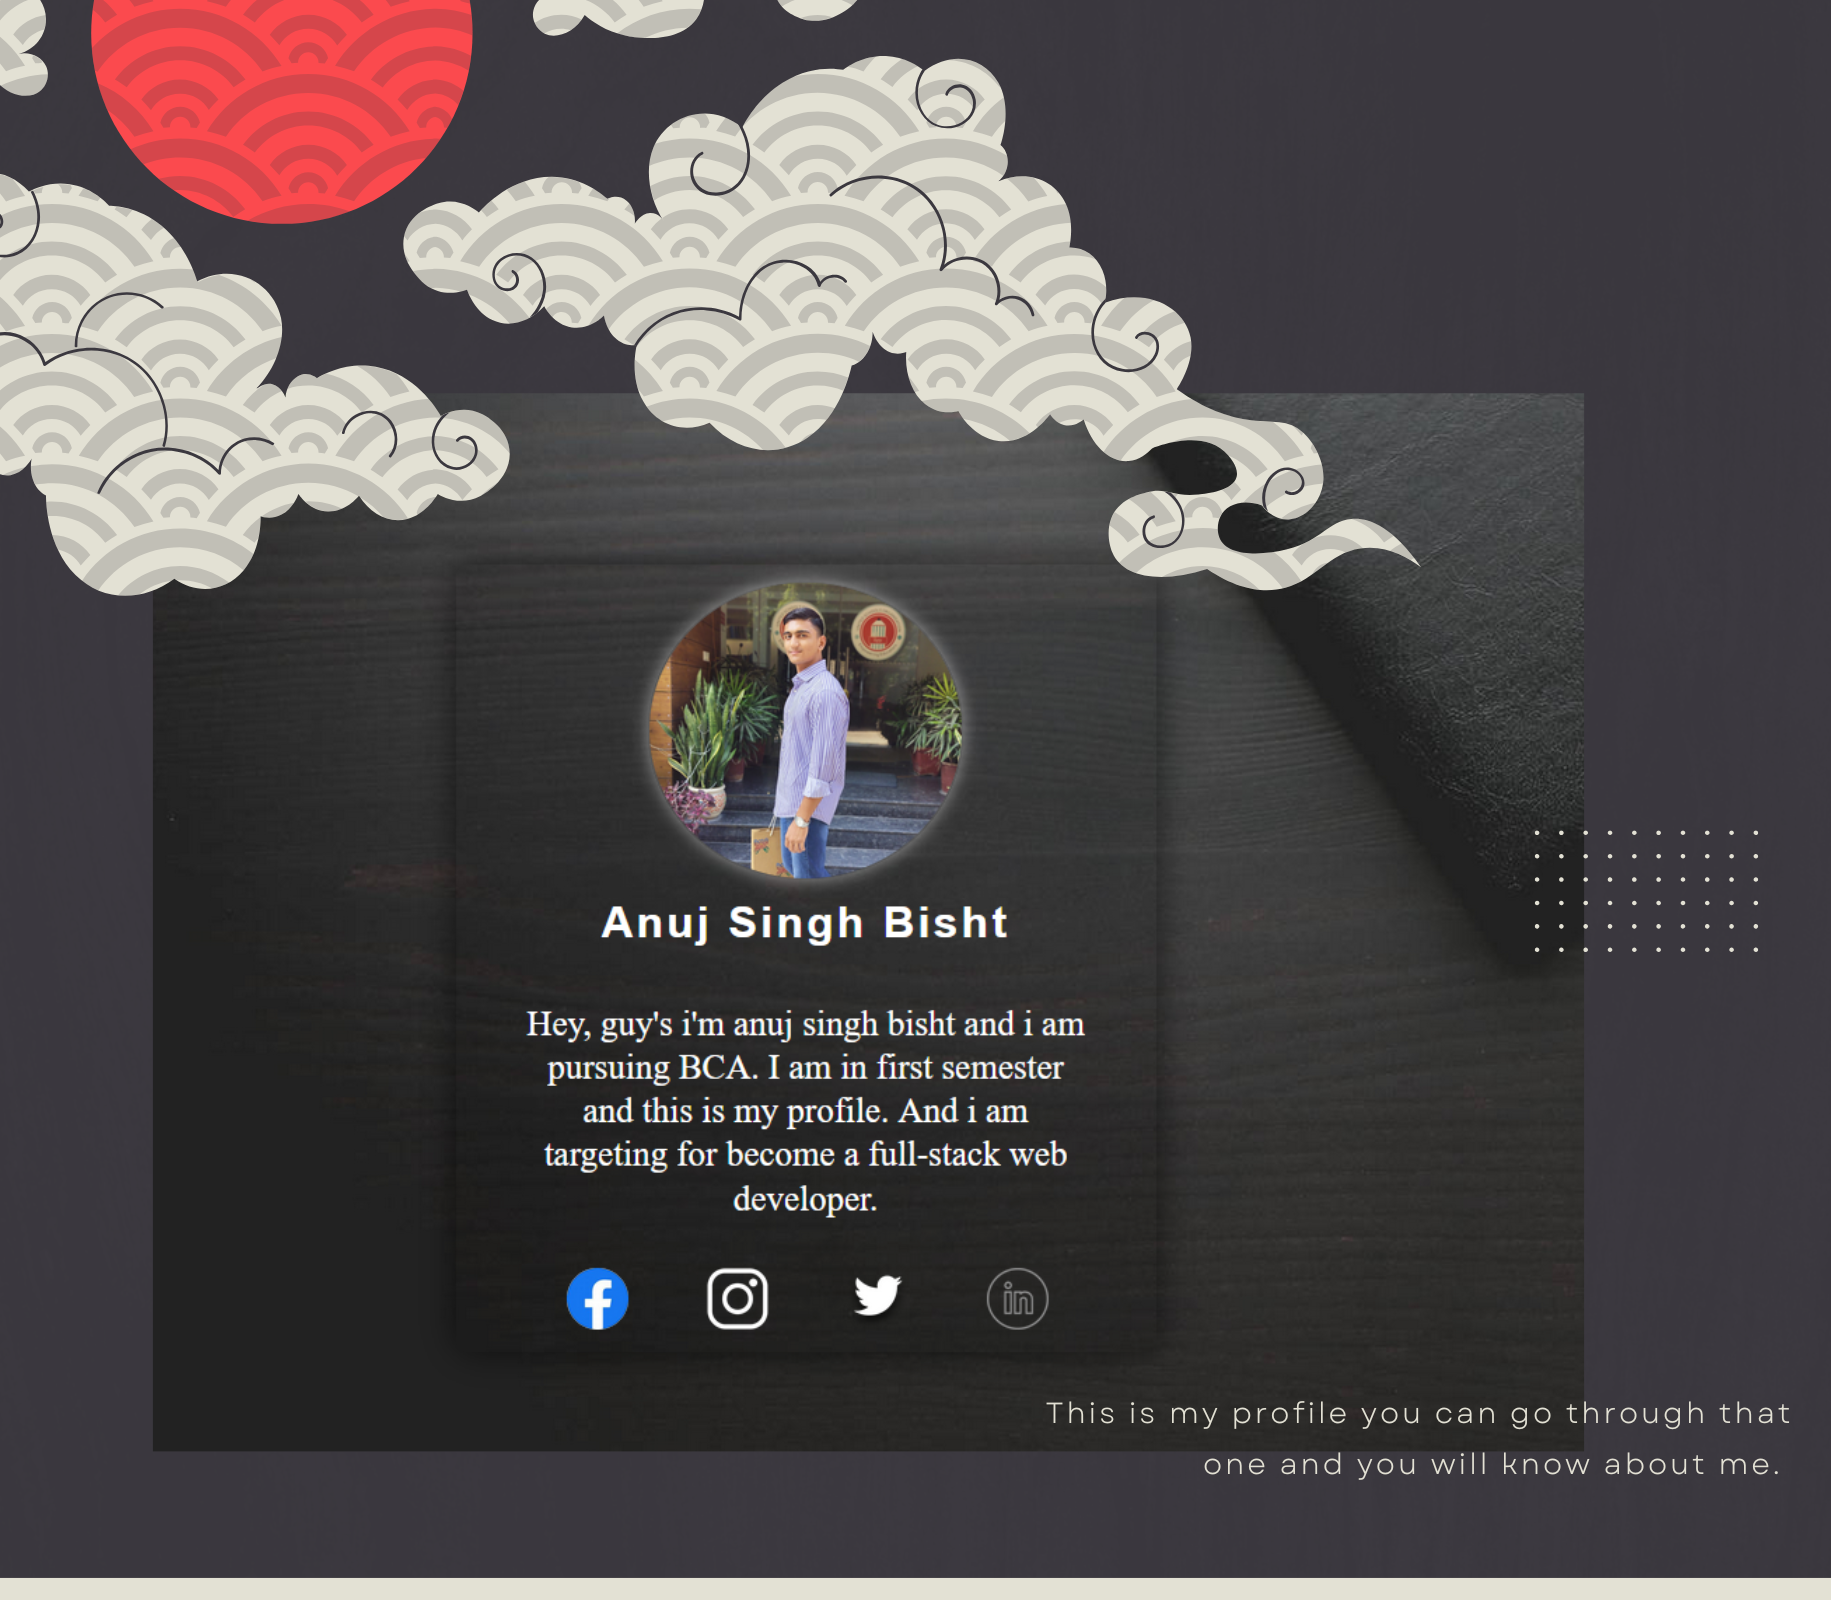 Anuj Singh Bisht
Hey, guy's i'm anuj singh bisht and i am
pursuing BCA. I am in first semester
and this is my profile. And i am
targeting for become a full-stack web
developer.
in
This is my profile you can go through that
one and you will know about me.